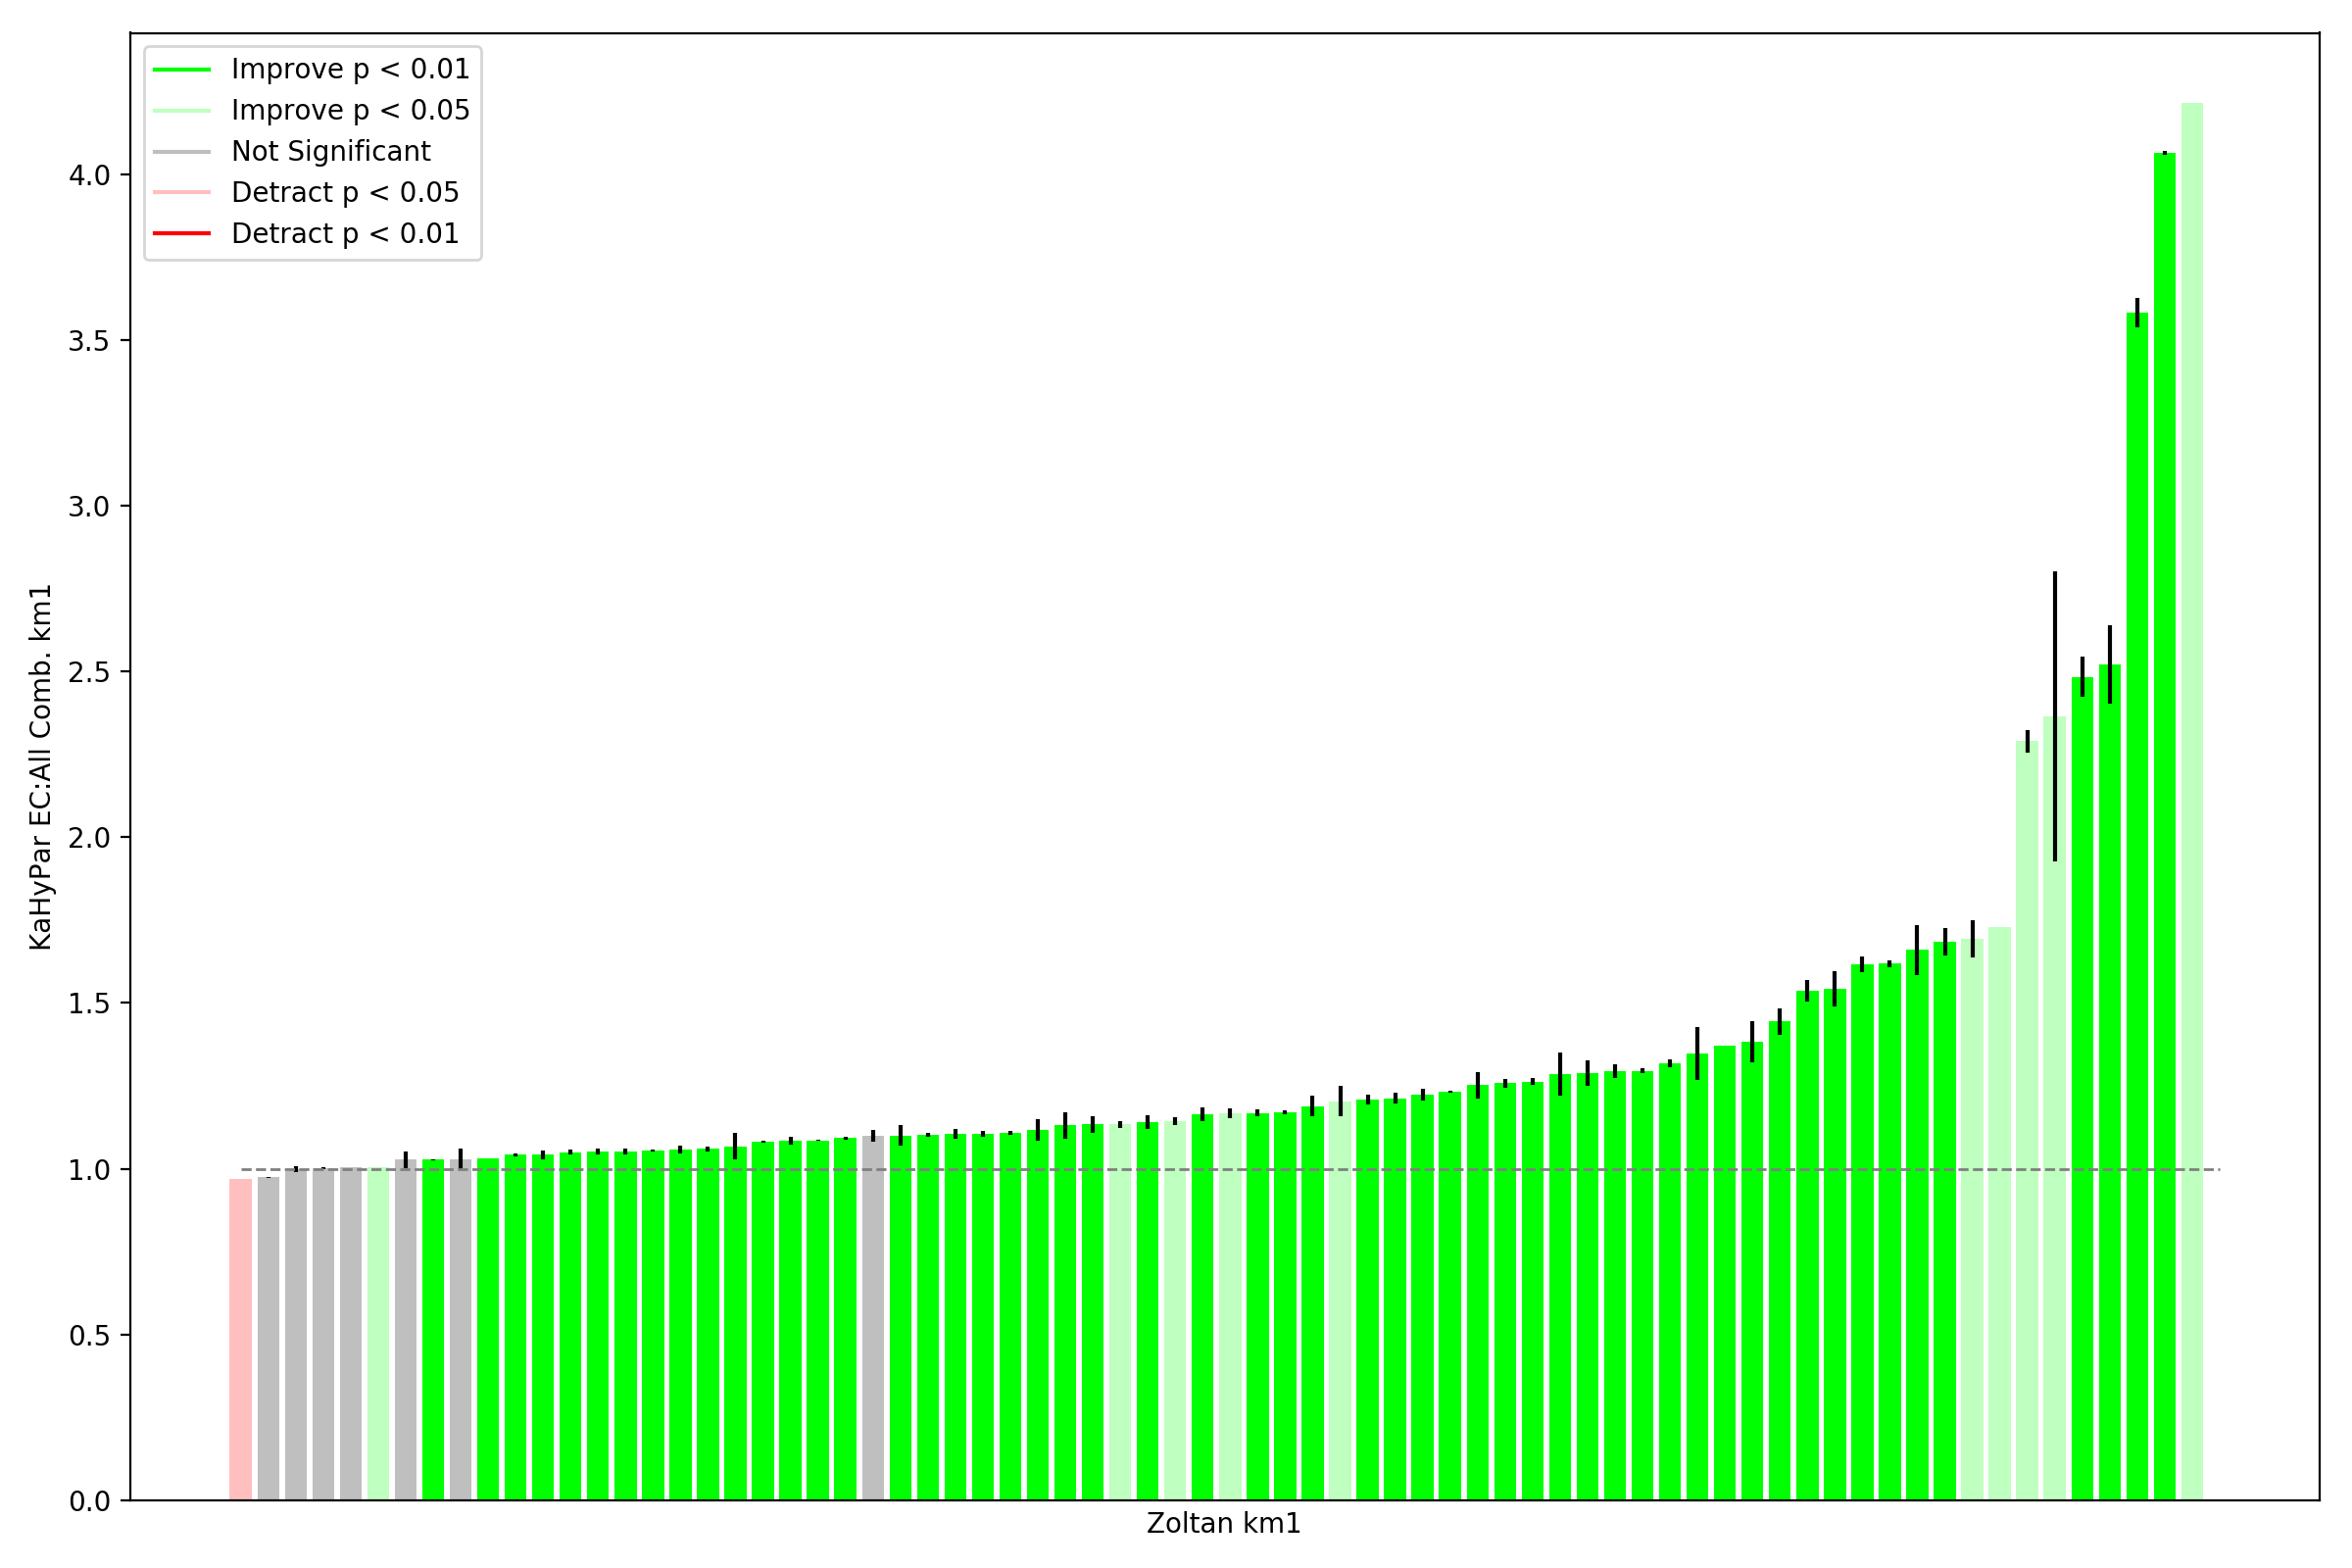 Improve p < 0.01
Improve p < 0.05
Not Significant
Detract p < 0.05
Detract p < 0.01
KaHyPar EC:All Comb. km1
4.0
3.5
3.0
2.5
2.0
1.5
1.0
0.5
0.0
Zoltan km1